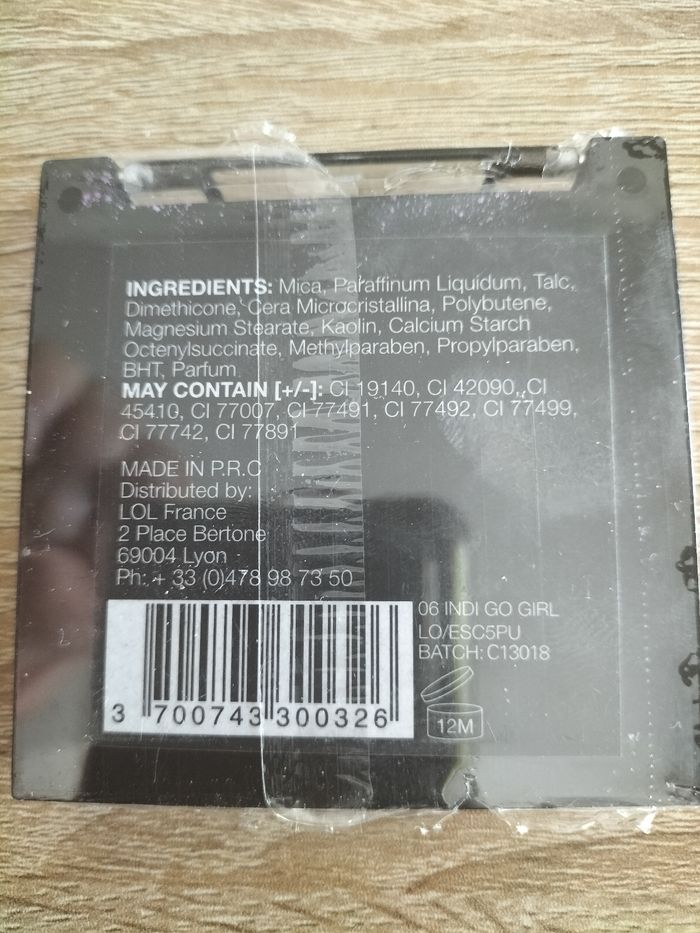 INGREDIENTS: Mica, Paraffinum Liquidum, Talc,
Dimethicone, Cera Microcristallina, Polybutene,
Magnesium Stearate, Kaolin, Calcium Starch
Octenylsuccinate, Methylparaben, Propylparaben,
BHT, Parfum
MAY CONTAIN [+/-]: CI 19140, CI 42090, CI
45410, CI 77007, CI 77491, CI 77492, CI 77499,
CI 77742, CI 77891
MADE IN P.R.C
Distributed by:
LOL France
2 Place Bertone
69004 Lyon
Ph: + 33 (0)478 98 73 50
06 INDI GO GIRL
LO/ESC5PU
BATCH: C13018
12M
3 700743 300326